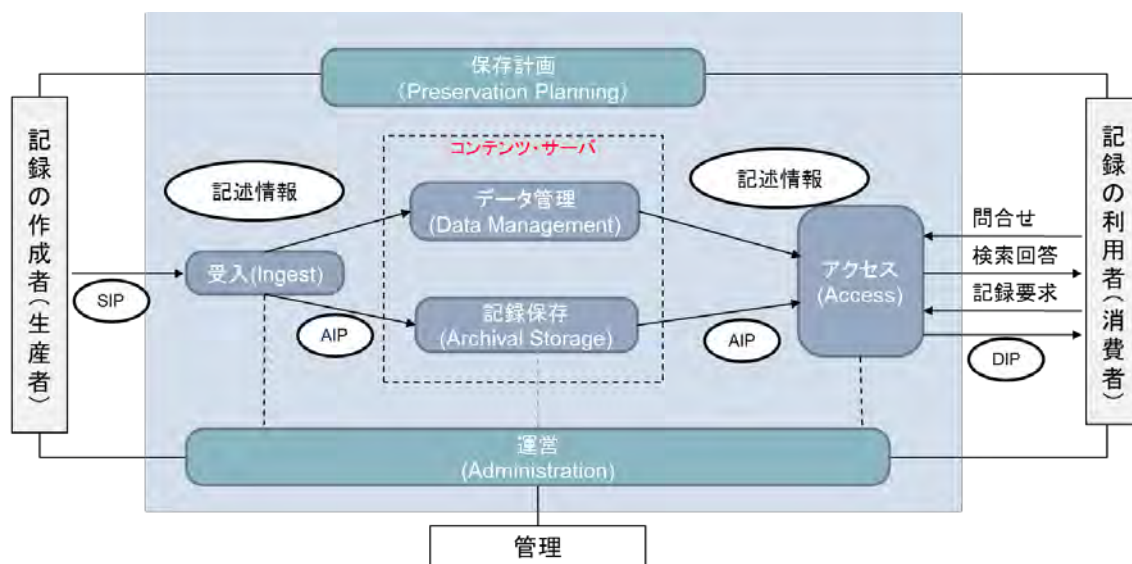 保存計画
(Preservation Planning)
記録の作成者(生産者)
記録の利用者(消費者)
コンテンツ・サーバ
記述情報
データ管理
(Data Management)
記述情報
問合せ
検索回答
記録要求
アクセス
(Access)
受入(Ingest)
SIP
AIP
記録保存
(Archival Storage)
AIP
DIP
運営
(Administration)
管理